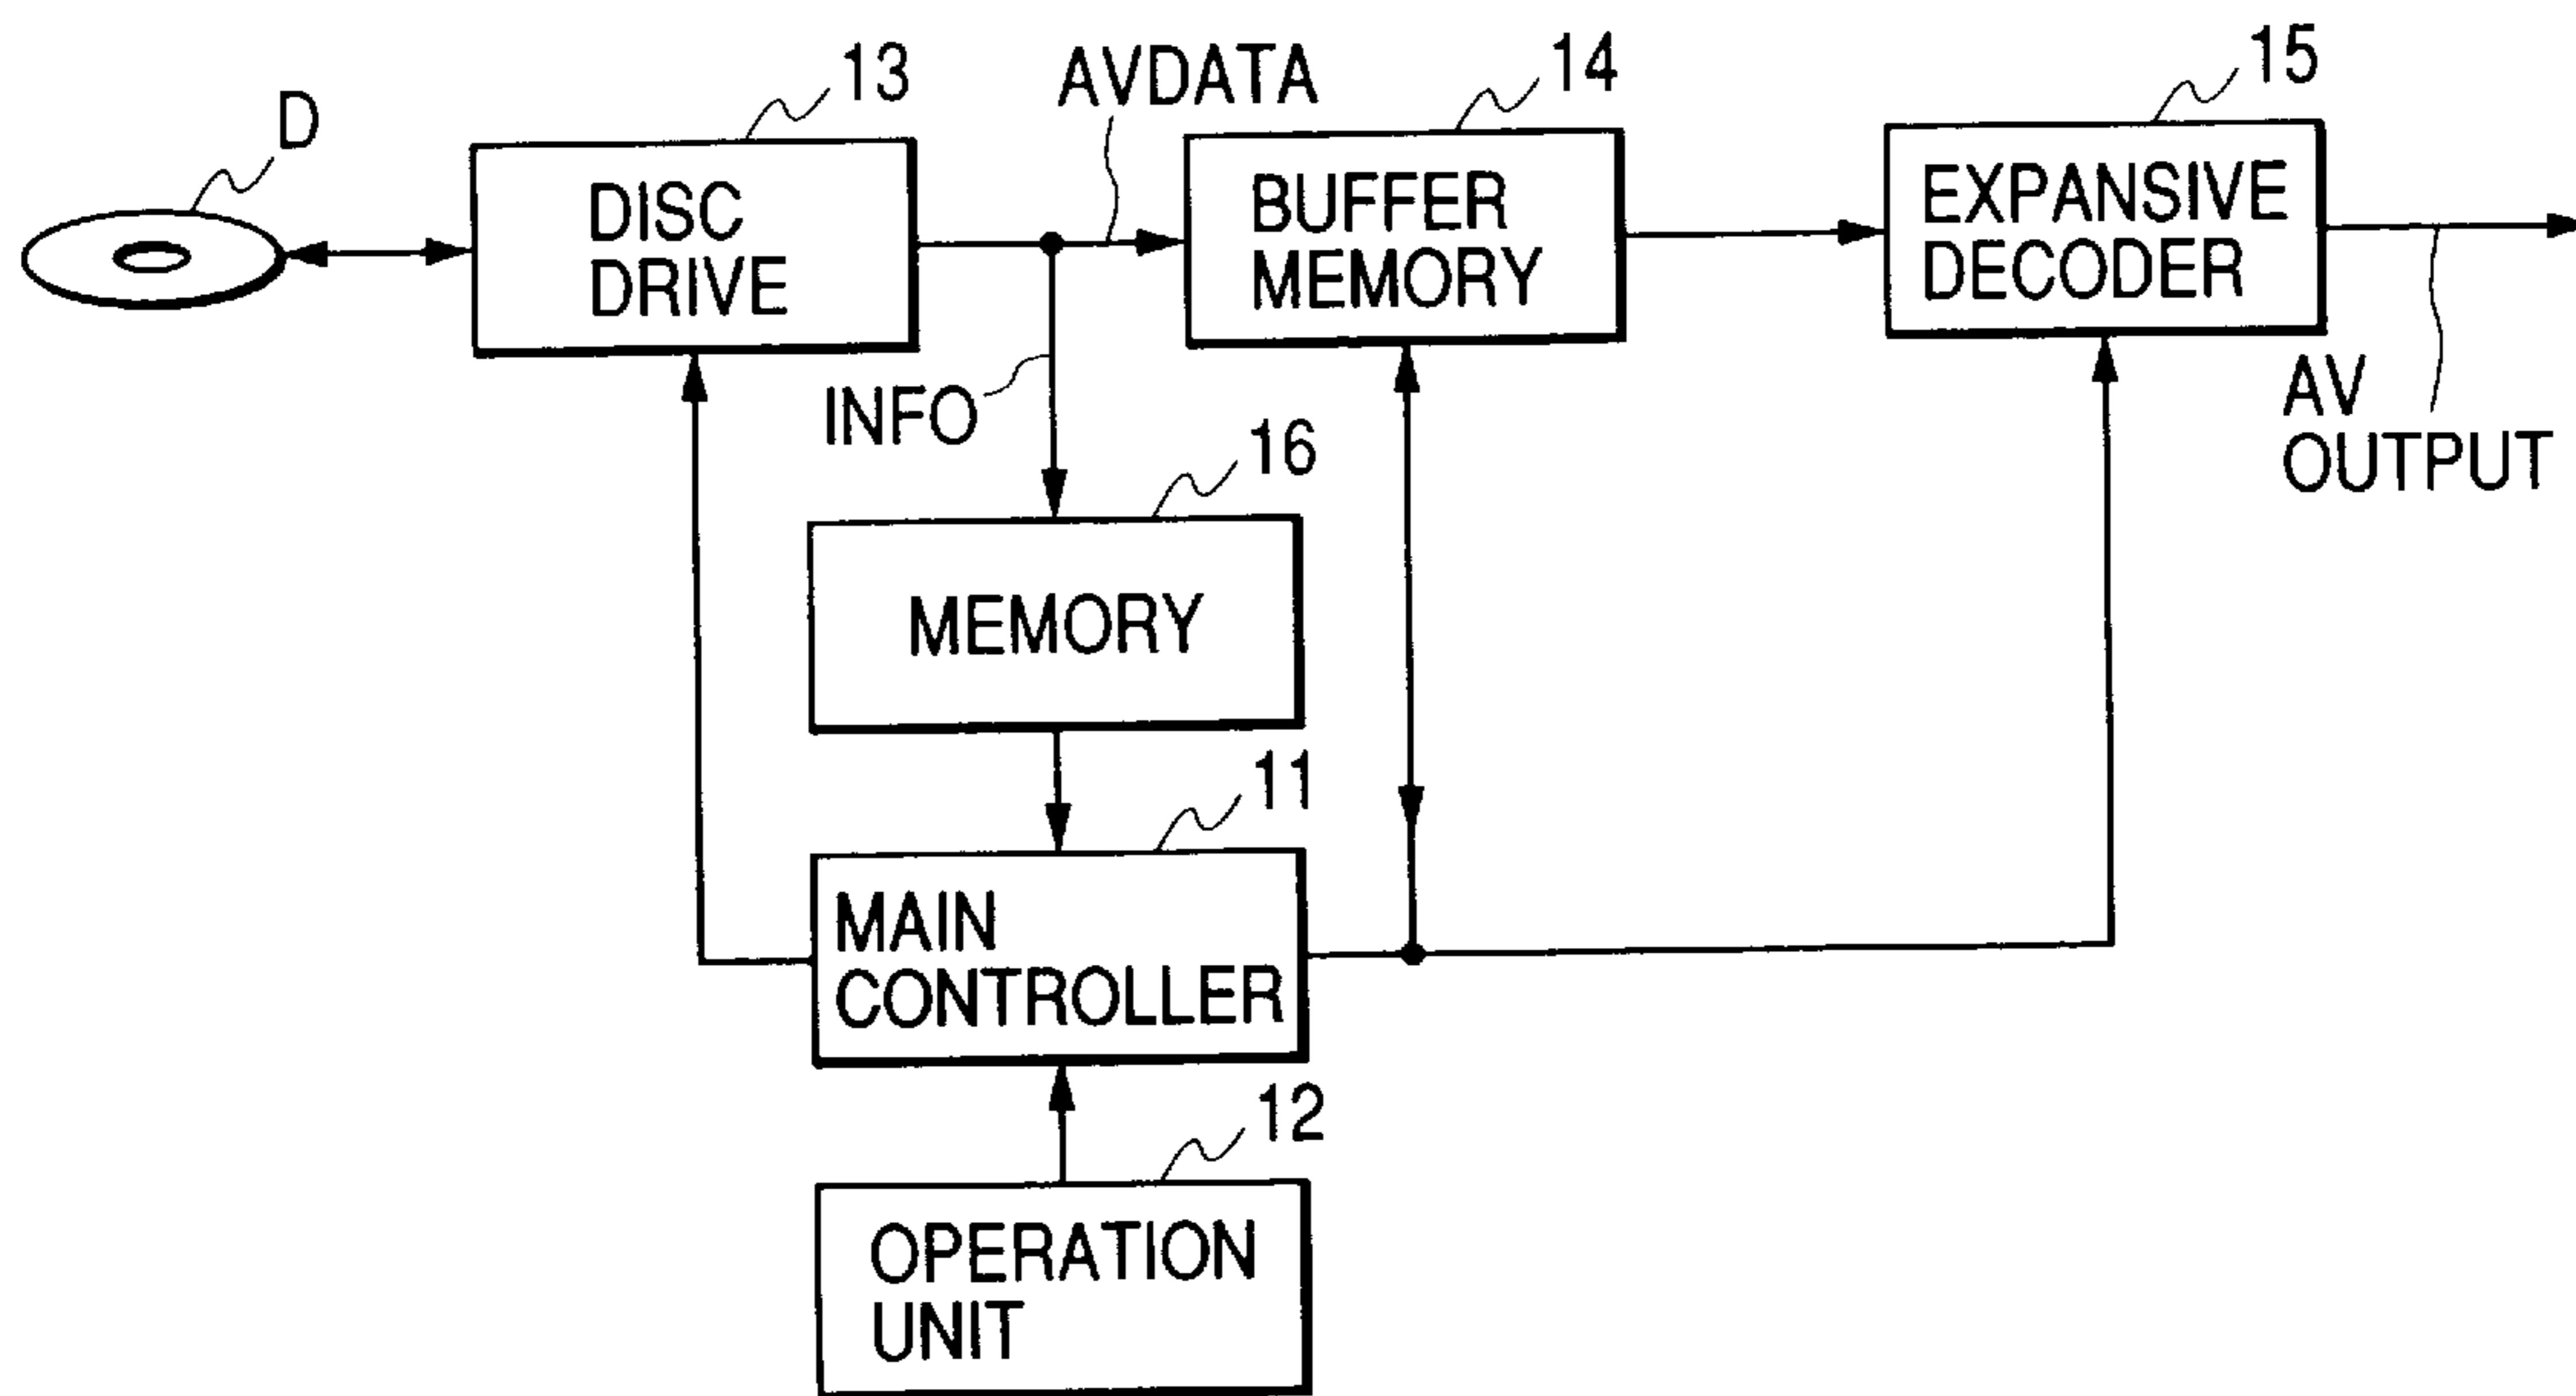 D
13
AVDATA
14
15
DISC
DRIVE
BUFFER
MEMORY
EXPANSIVE
DECODER
INFO
AV
OUTPUT
16
MEMORY
11
MAIN
CONTROLLER
12
OPERATION
UNIT